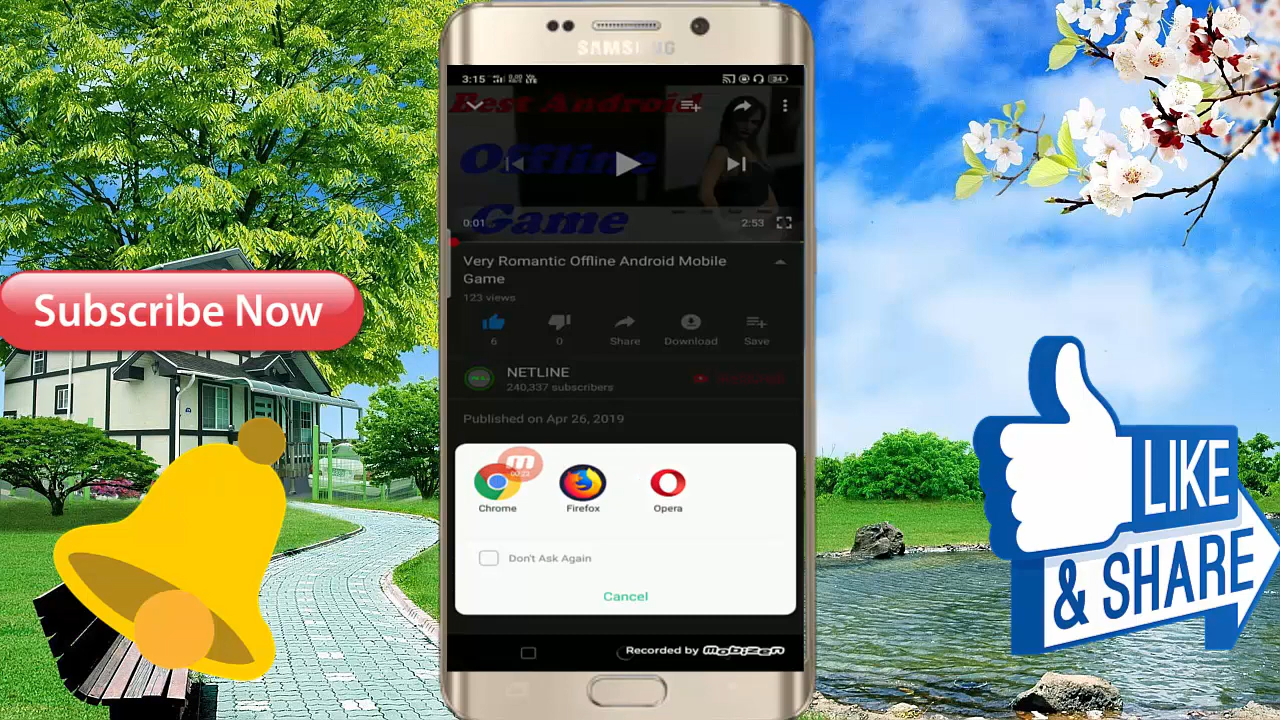 SAMSUNG
3:15
34
Best Android
Offline
Game
0:01
2:53
Very Romantic Offline Android Mobile
Game
123 views
6
0
Share
Download
Save
NETLINE
240,337 subscribers
Published on Apr 26, 2019
Chrome
Firefox
Opera
Don't Ask Again
Cancel
Recorded by mobizen
Subscribe Now
LIKE
& SHARE